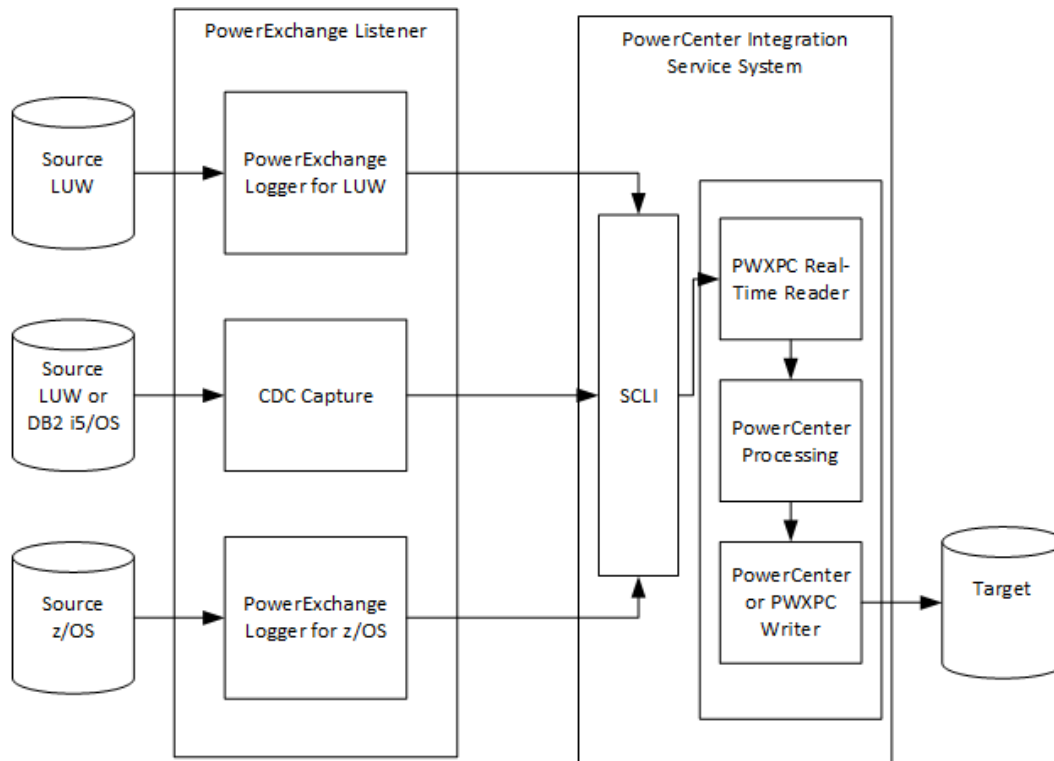 PowerExchange Listener
PowerCenter Integration
Service System
Source
LUW
PowerExchange
Logger for LUW
Source
LUW or
DB2 i5/OS
CDC Capture
Source
z/OS
PowerExchange
Logger for z/OS
SCLI
PWXPC Real-
Time Reader
PowerCenter
Processing
PowerCenter
or PWXPC
Writer
Target